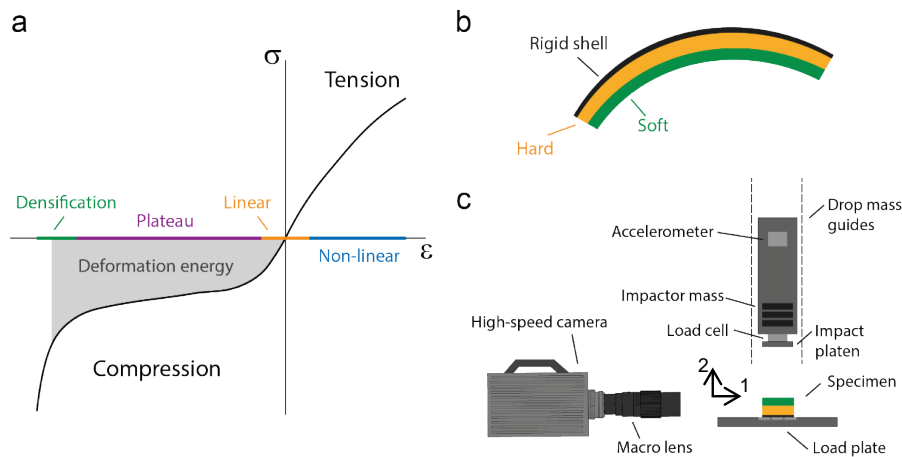 a
σ
Tension
Densification
Plateau
Linear
Deformation energy
Non-linear
ε
Compression
b
Rigid shell
Soft
Hard
c
Drop mass
guides
Accelerometer
Impactor mass
High-speed camera
Load cell
Impact
platen
2
1
Specimen
Macro lens
Load plate